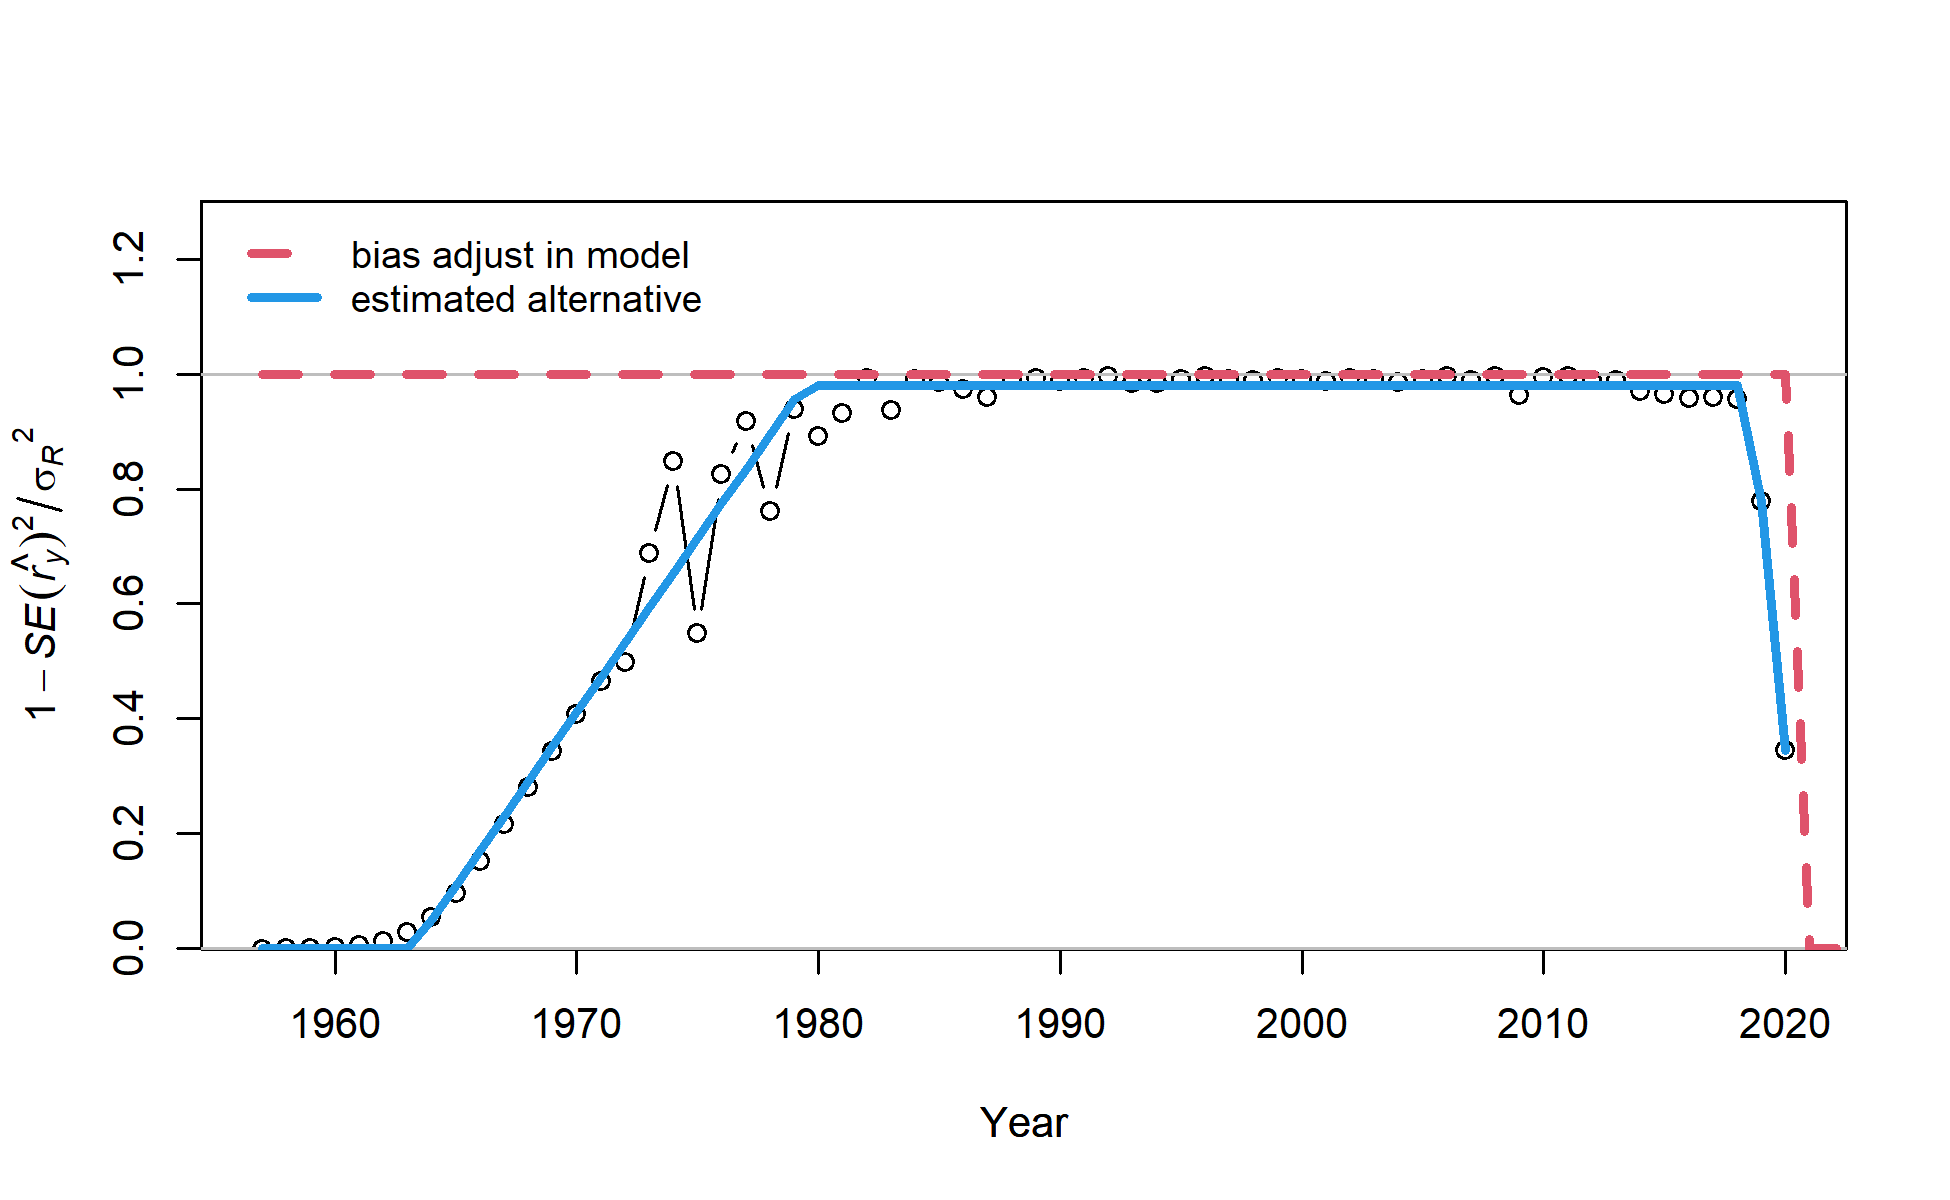 bias adjust in model
estimated alternative
1 − SE(r̂y)²/σR²
1.2
1.0
0.8
0.6
0.4
0.2
0.0
1960 1970 1980 1990 2000 2010 2020
Year